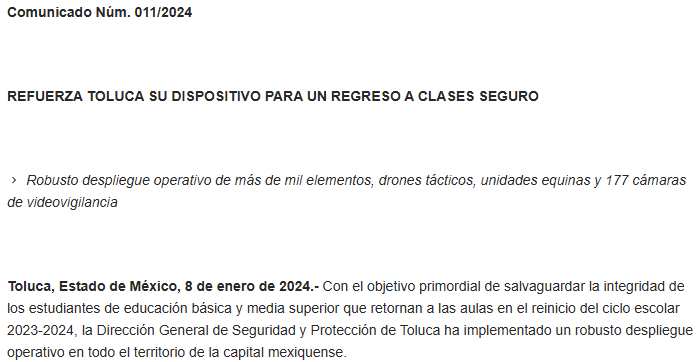 Comunicado Núm. 011/2024
REFUERZA TOLUCA SU DISPOSITIVO PARA UN REGRESO A CLASES SEGURO
› Robusto despliegue operativo de más de mil elementos, drones tácticos, unidades equinas y 177 cámaras
de videovigilancia
Toluca, Estado de México, 8 de enero de 2024.- Con el objetivo primordial de salvaguardar la integridad de
los estudiantes de educación básica y media superior que retornan a las aulas en el reinicio del ciclo escolar
2023-2024, la Dirección General de Seguridad y Protección de Toluca ha implementado un robusto despliegue
operativo en todo el territorio de la capital mexiquense.